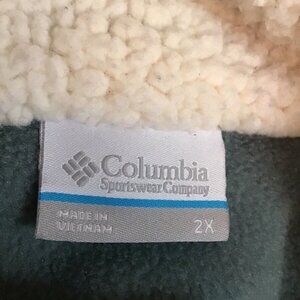 Columbia
Sportswear Company
MADE IN
VIETNAM
2X